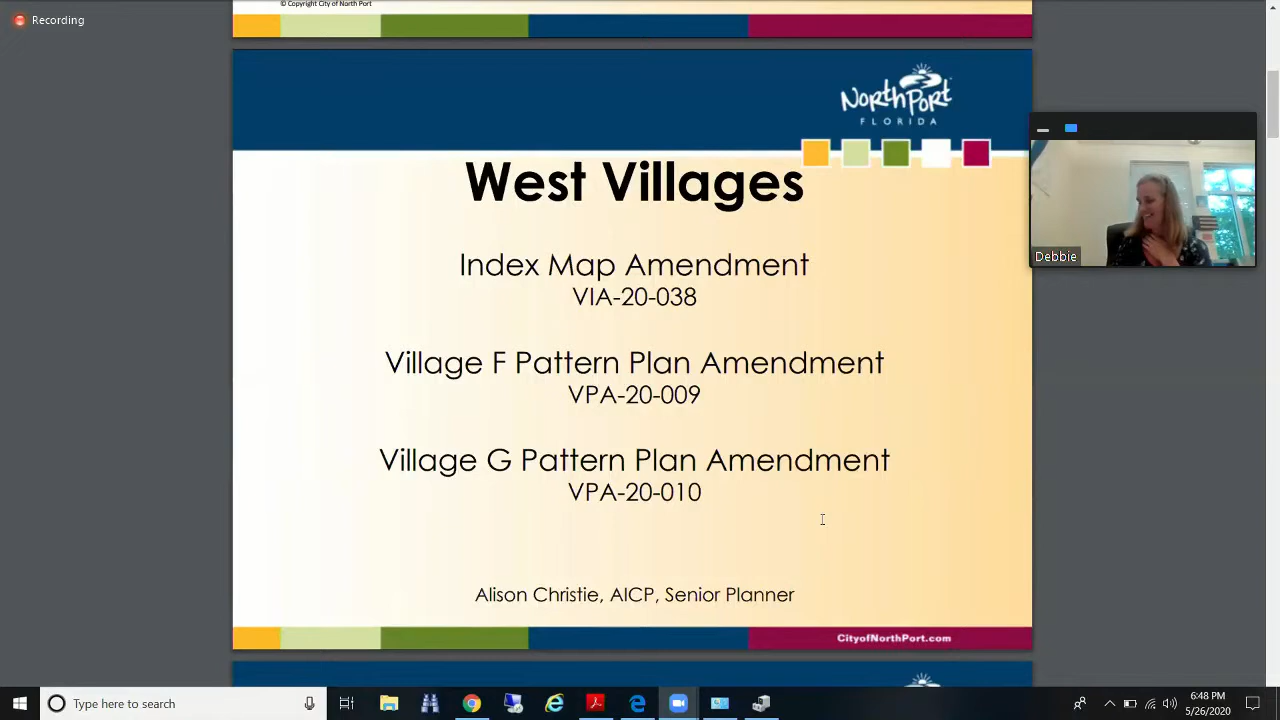 Recording
© Copyright City of North Port
NorthPort
FLORIDA
West Villages
Index Map Amendment
VIA-20-038
Debbie
Village F Pattern Plan Amendment
VPA-20-009
Village G Pattern Plan Amendment
VPA-20-010
Alison Christie, AICP, Senior Planner
CityofNorthPort.com
Type here to search
6:48 PM
5/26/2020